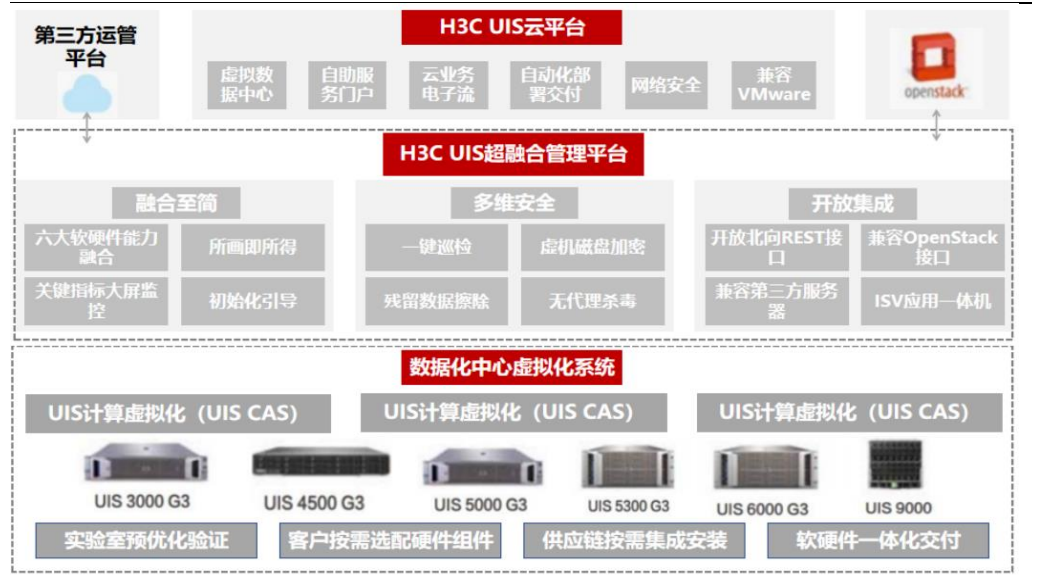 第三方运管
平台
H3C UIS云平台
虚拟数
据中心
自助服
务门户
云业务
电子流
自动化部
署交付
网络安全
兼容
VMware
openstack
H3C UIS超融合管理平台
融合至简
多维安全
开放集成
六大软硬件能力
融合
所画即所得
一键巡检
虚机磁盘加密
开放北向REST接
口
兼容OpenStack
接口
关键指标大屏监
控
初始化引导
残留数据擦除
无代理杀毒
兼容第三方服务
器
ISV应用一体机
数据化中心虚拟化系统
UIS计算虚拟化（UIS CAS）
UIS计算虚拟化（UIS CAS）
UIS计算虚拟化（UIS CAS）
UIS 3000 G3
UIS 4500 G3
UIS 5000 G3
UIS 5300 G3
UIS 6000 G3
UIS 9000
实验室预优化验证
客户按需选配硬件组件
供应链按需集成安装
软硬件一体化交付